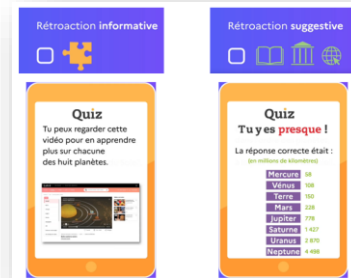 Rétroaction informative
Quiz
Tu peux regarder cette
vidéo pour en apprendre
plus sur chacune
des huit planètes.
Rétroaction suggestive
Quiz
Tu y es presque !
La réponse correcte était :
(en millions de kilomètres)
Mercure 58
Vénus 108
Terre 150
Mars 228
Jupiter 778
Saturne 1 427
Uranus 2 870
Neptune 4 498